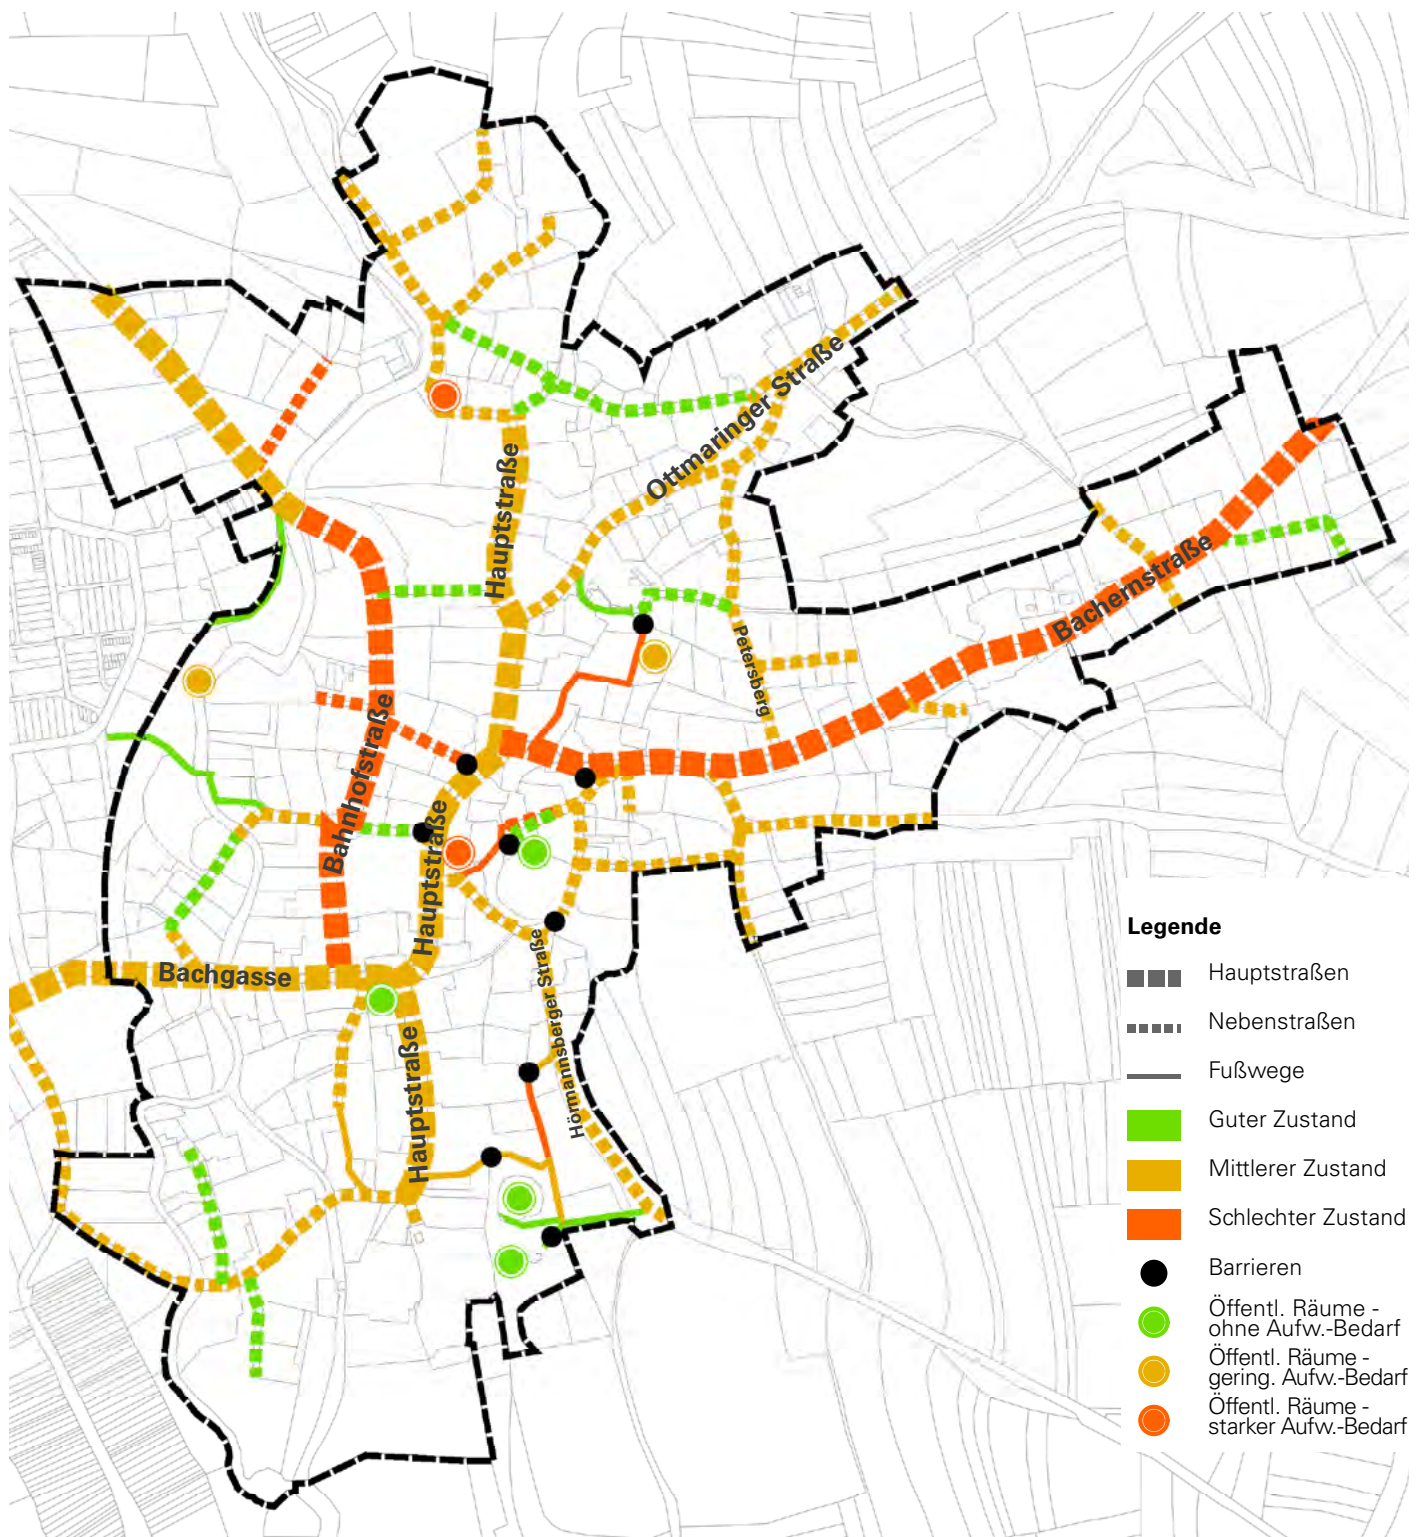 Ottmaringer Straße
Hauptstraße
Bachernstraße
Petersberg
Bahnhofstraße
Hauptstraße
Bachgasse
Hörmannsberger Straße
Hauptstraße
Legende
Hauptstraßen
Nebenstraßen
Fußwege
Guter Zustand
Mittlerer Zustand
Schlechter Zustand
Barrieren
Öffentl. Räume -
ohne Aufw.-Bedarf
Öffentl. Räume -
gering. Aufw.-Bedarf
Öffentl. Räume -
starker Aufw.-Bedarf